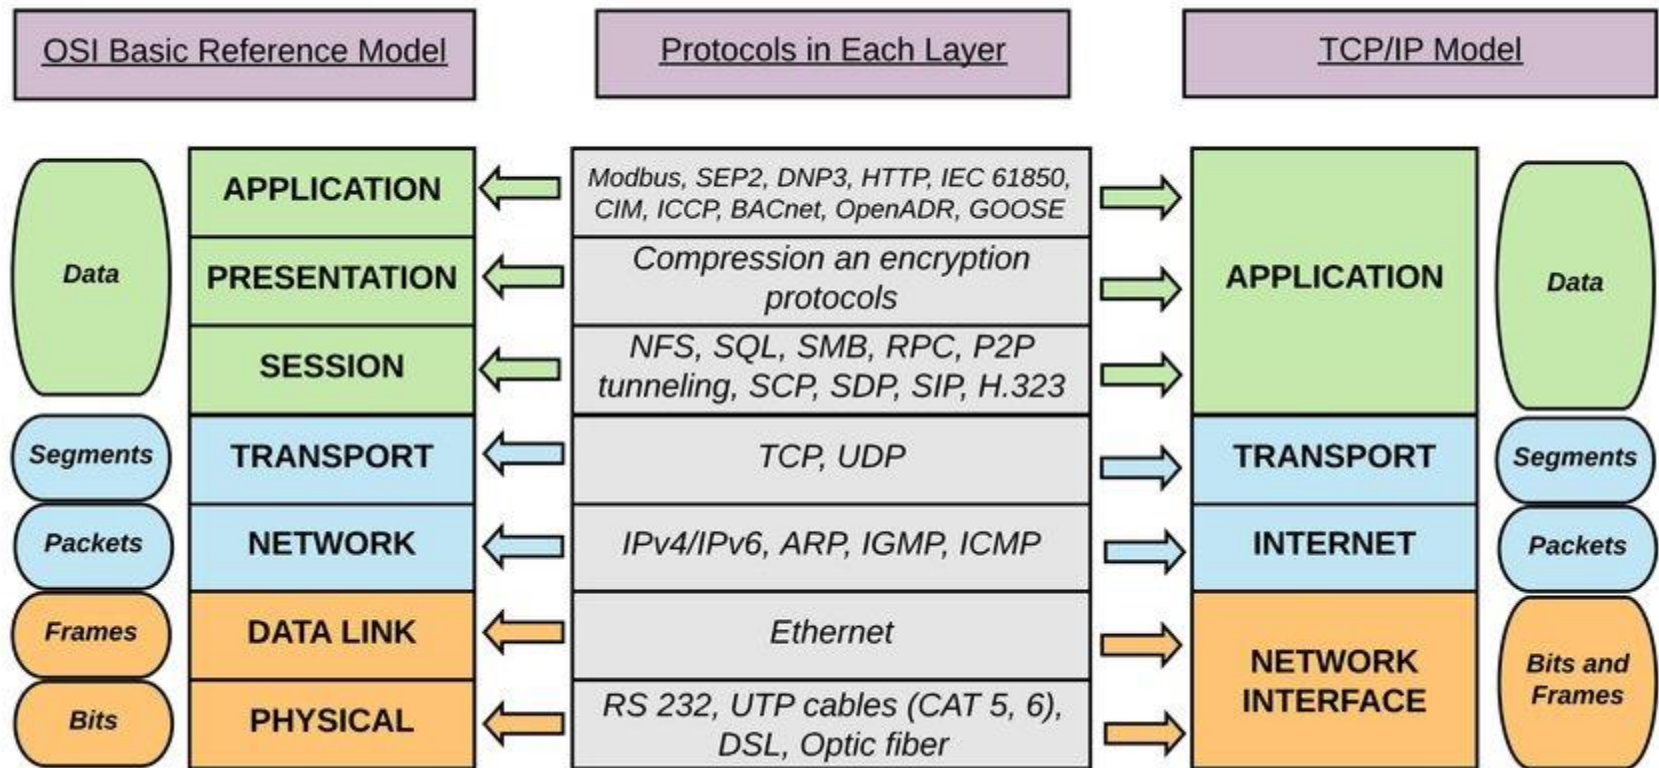 OSI Basic Reference Model
Protocols in Each Layer
TCP/IP Model
Data
APPLICATION
PRESENTATION
SESSION
Modbus, SEP2, DNP3, HTTP, IEC 61850,
CIM, ICCP, BACnet, OpenADR, GOOSE
Compression an encryption
protocols
NFS, SQL, SMB, RPC, P2P
tunneling, SCP, SDP, SIP, H.323
APPLICATION
Data
Segments
TRANSPORT
TCP, UDP
TRANSPORT
Segments
Packets
NETWORK
IPv4/IPv6, ARP, IGMP, ICMP
INTERNET
Packets
Frames
DATA LINK
Ethernet
Bits
PHYSICAL
RS 232, UTP cables (CAT 5, 6),
DSL, Optic fiber
NETWORK
INTERFACE
Bits and
Frames